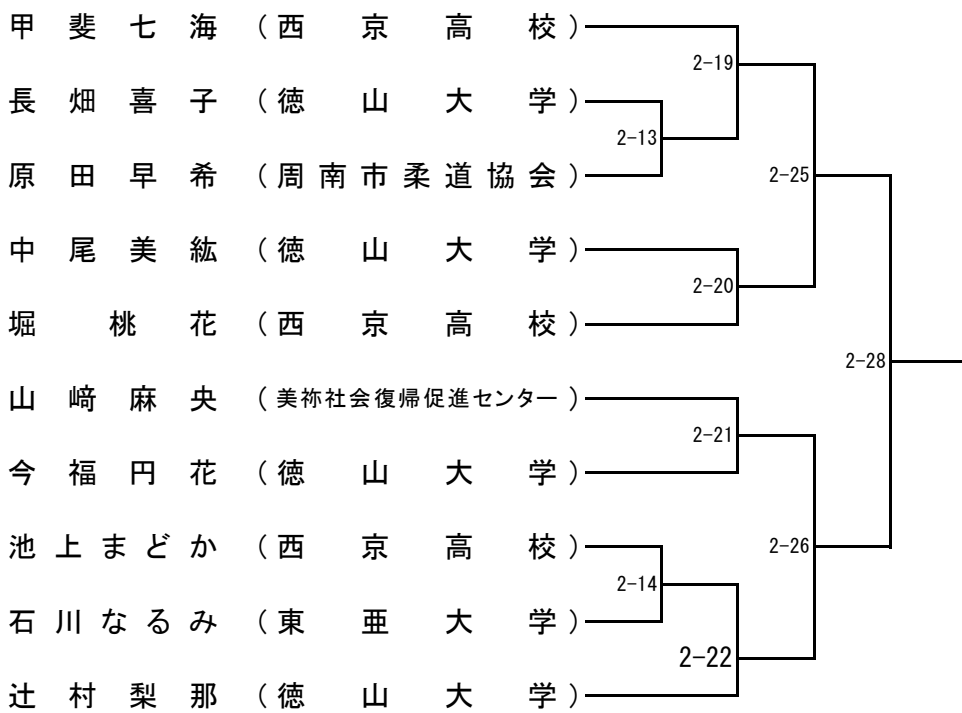 甲斐七海（西京高校）
2-19
長畑喜子（徳山大学）
2-13
原田早希（周南市柔道協会）
2-25
中尾美紘（徳山大学）
2-20
堀桃花（西京高校）
2-28
山﨑麻央（美祢社会復帰促進センター）
2-21
今福円花（徳山大学）
池上まどか（西京高校）
2-26
2-14
石川なるみ（東亜大学）
2-22
辻村梨那（徳山大学）